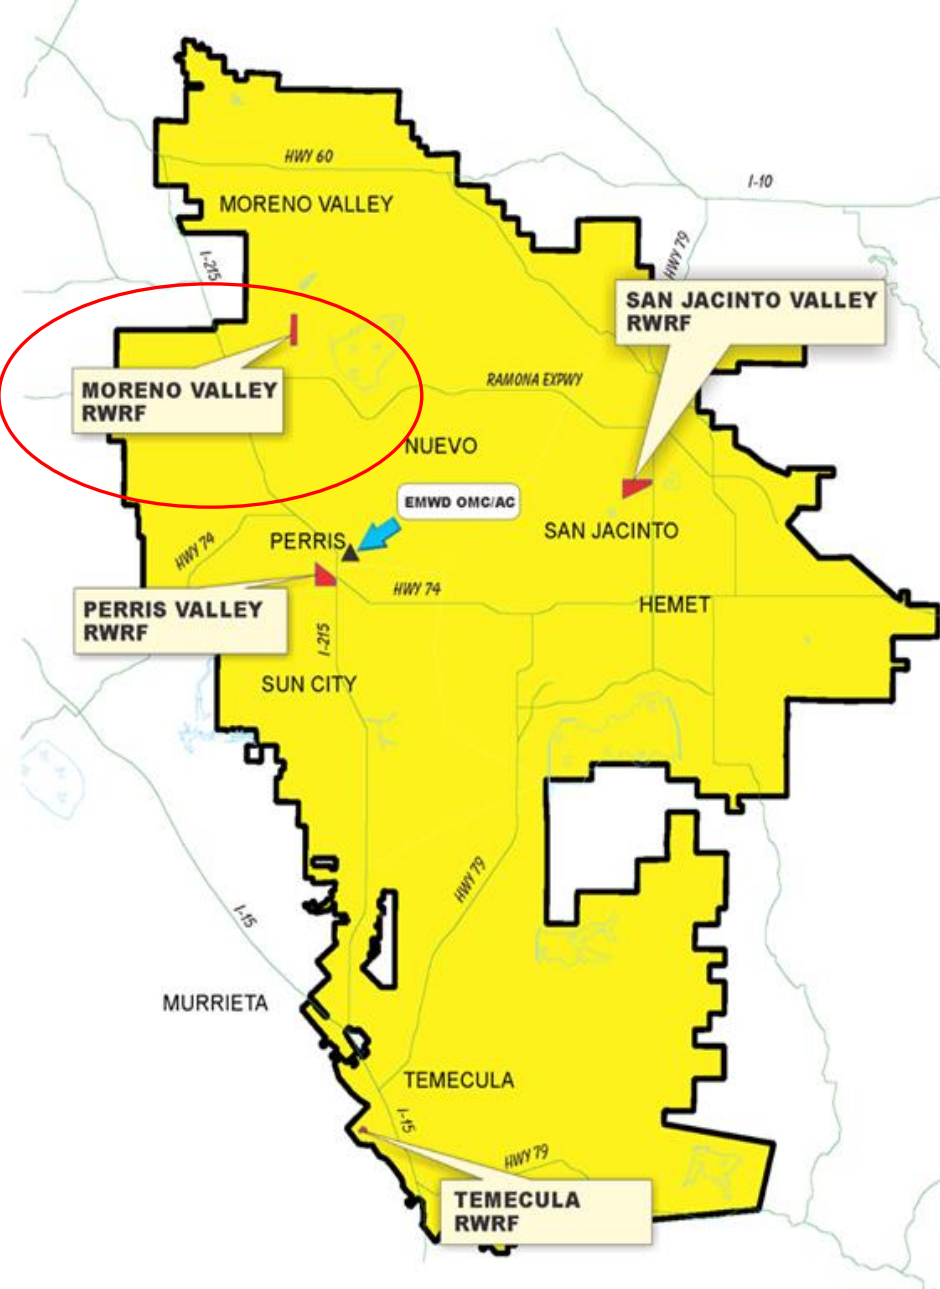 HWY 60
I-10
MORENO VALLEY
HWY 79
I-215
SAN JACINTO VALLEY
RWRF
MORENO VALLEY
RWRF
RAMONA EXPWY
NUEVO
EMWD OMC/AC
SAN JACINTO
HWY 74
PERRIS
HWY 74
PERRIS VALLEY
RWRF
HEMET
I-215
SUN CITY
HWY 79
I-15
MURRIETA
TEMECULA
I-15
HWY 79
TEMECULA
RWRF